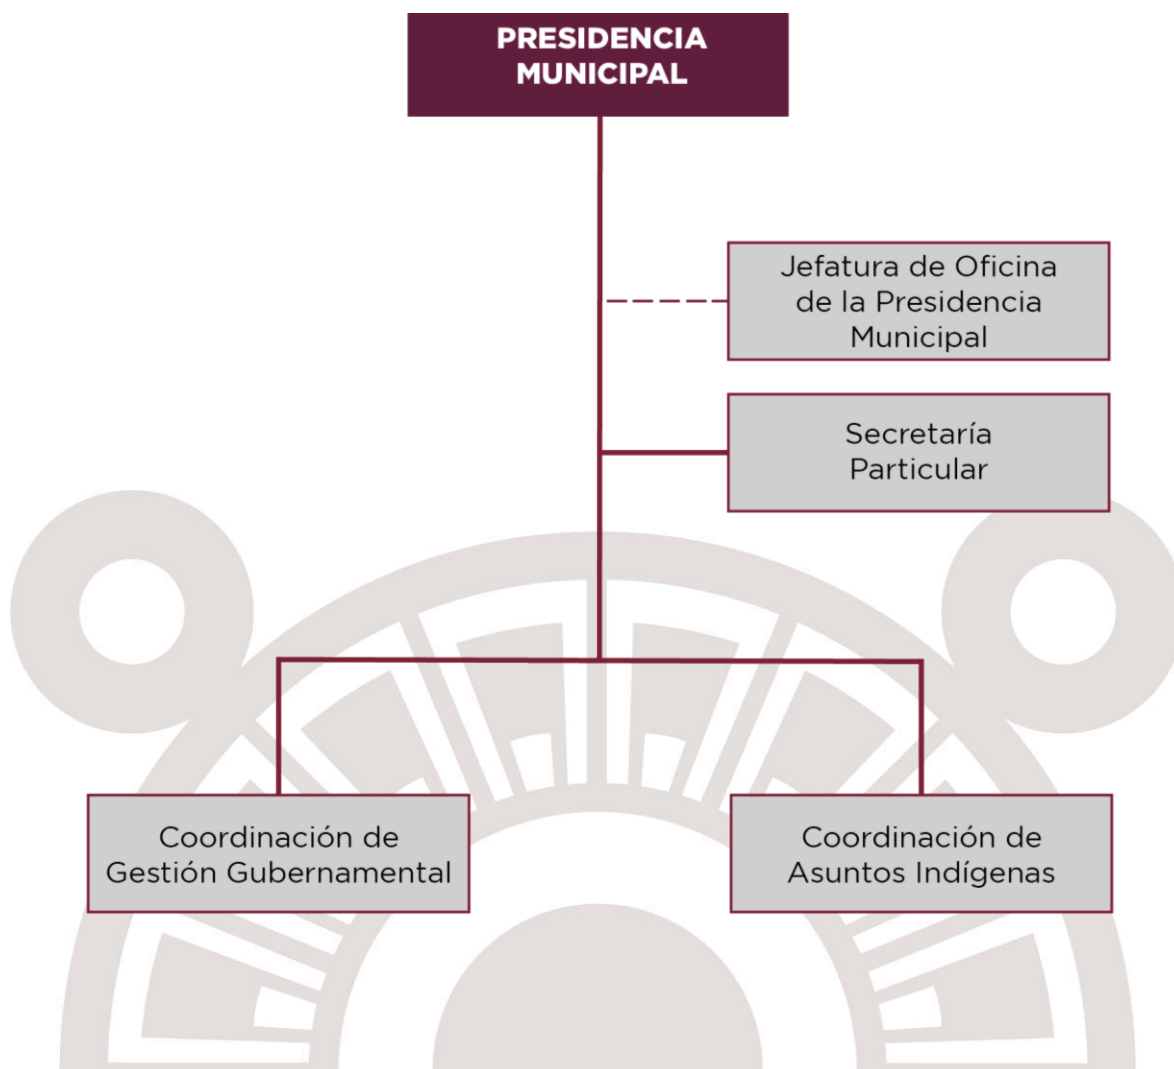 PRESIDENCIA
MUNICIPAL
Jefatura de Oficina
de la Presidencia
Municipal
Secretaría
Particular
Coordinación de
Gestión Gubernamental
Coordinación de
Asuntos Indígenas